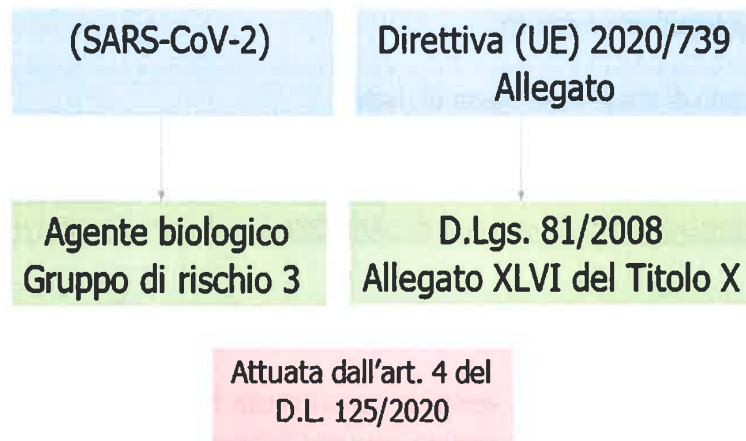 (SARS-CoV-2)
Direttiva (UE) 2020/739
Allegato
Agente biologico
Gruppo di rischio 3
D.Lgs. 81/2008
Allegato XLVI del Titolo X
Attuata dall'art. 4 del
D.L. 125/2020